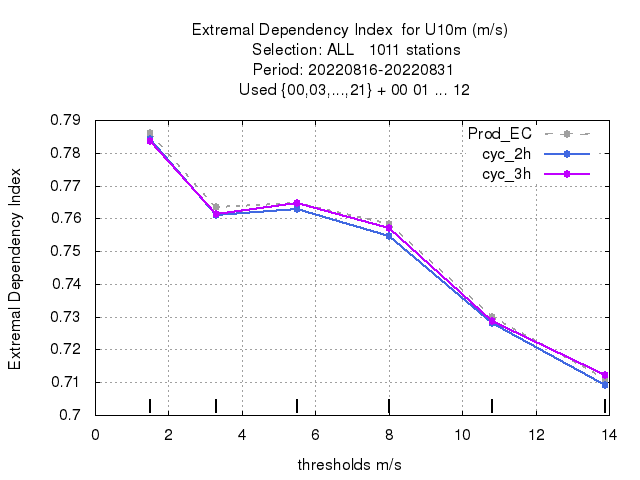 Extremal Dependency Index  for U10m (m/s)
Selection: ALL   1011 stations
Period: 20220816-20220831
Used {00,03,...,21} + 00 01 ... 12
Prod_EC
cyc_2h
cyc_3h
Extremal Dependency Index
0.79
0.78
0.77
0.76
0.75
0.74
0.73
0.72
0.71
0.7
0 2 4 6 8 10 12 14
thresholds m/s